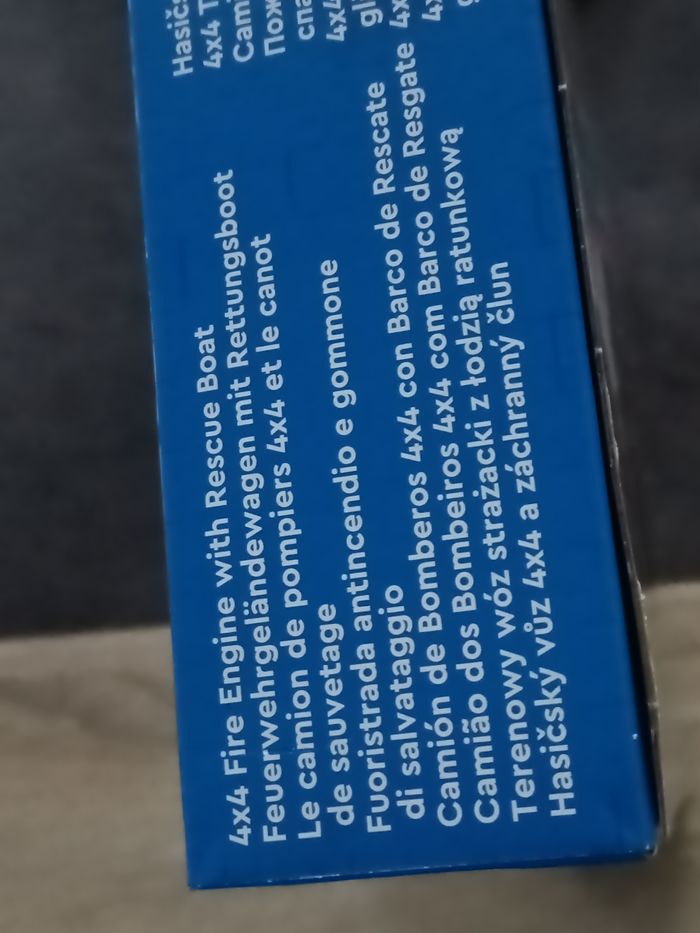 4x4 Fire Engine with Rescue Boat
Feuerwehrgeländewagen mit Rettungsboot
Le camion de pompiers 4x4 et le canot
de sauvetage
Fuoristrada antincendio e gommone
di salvataggio
Camión de Bomberos 4x4 con Barco de Rescate
Camião dos Bombeiros 4x4 com Barco de Resgate
Terenowy wóz strażacki z łodzią ratunkową
Hasičský vůz 4x4 a záchranný člun
4x4
4x4